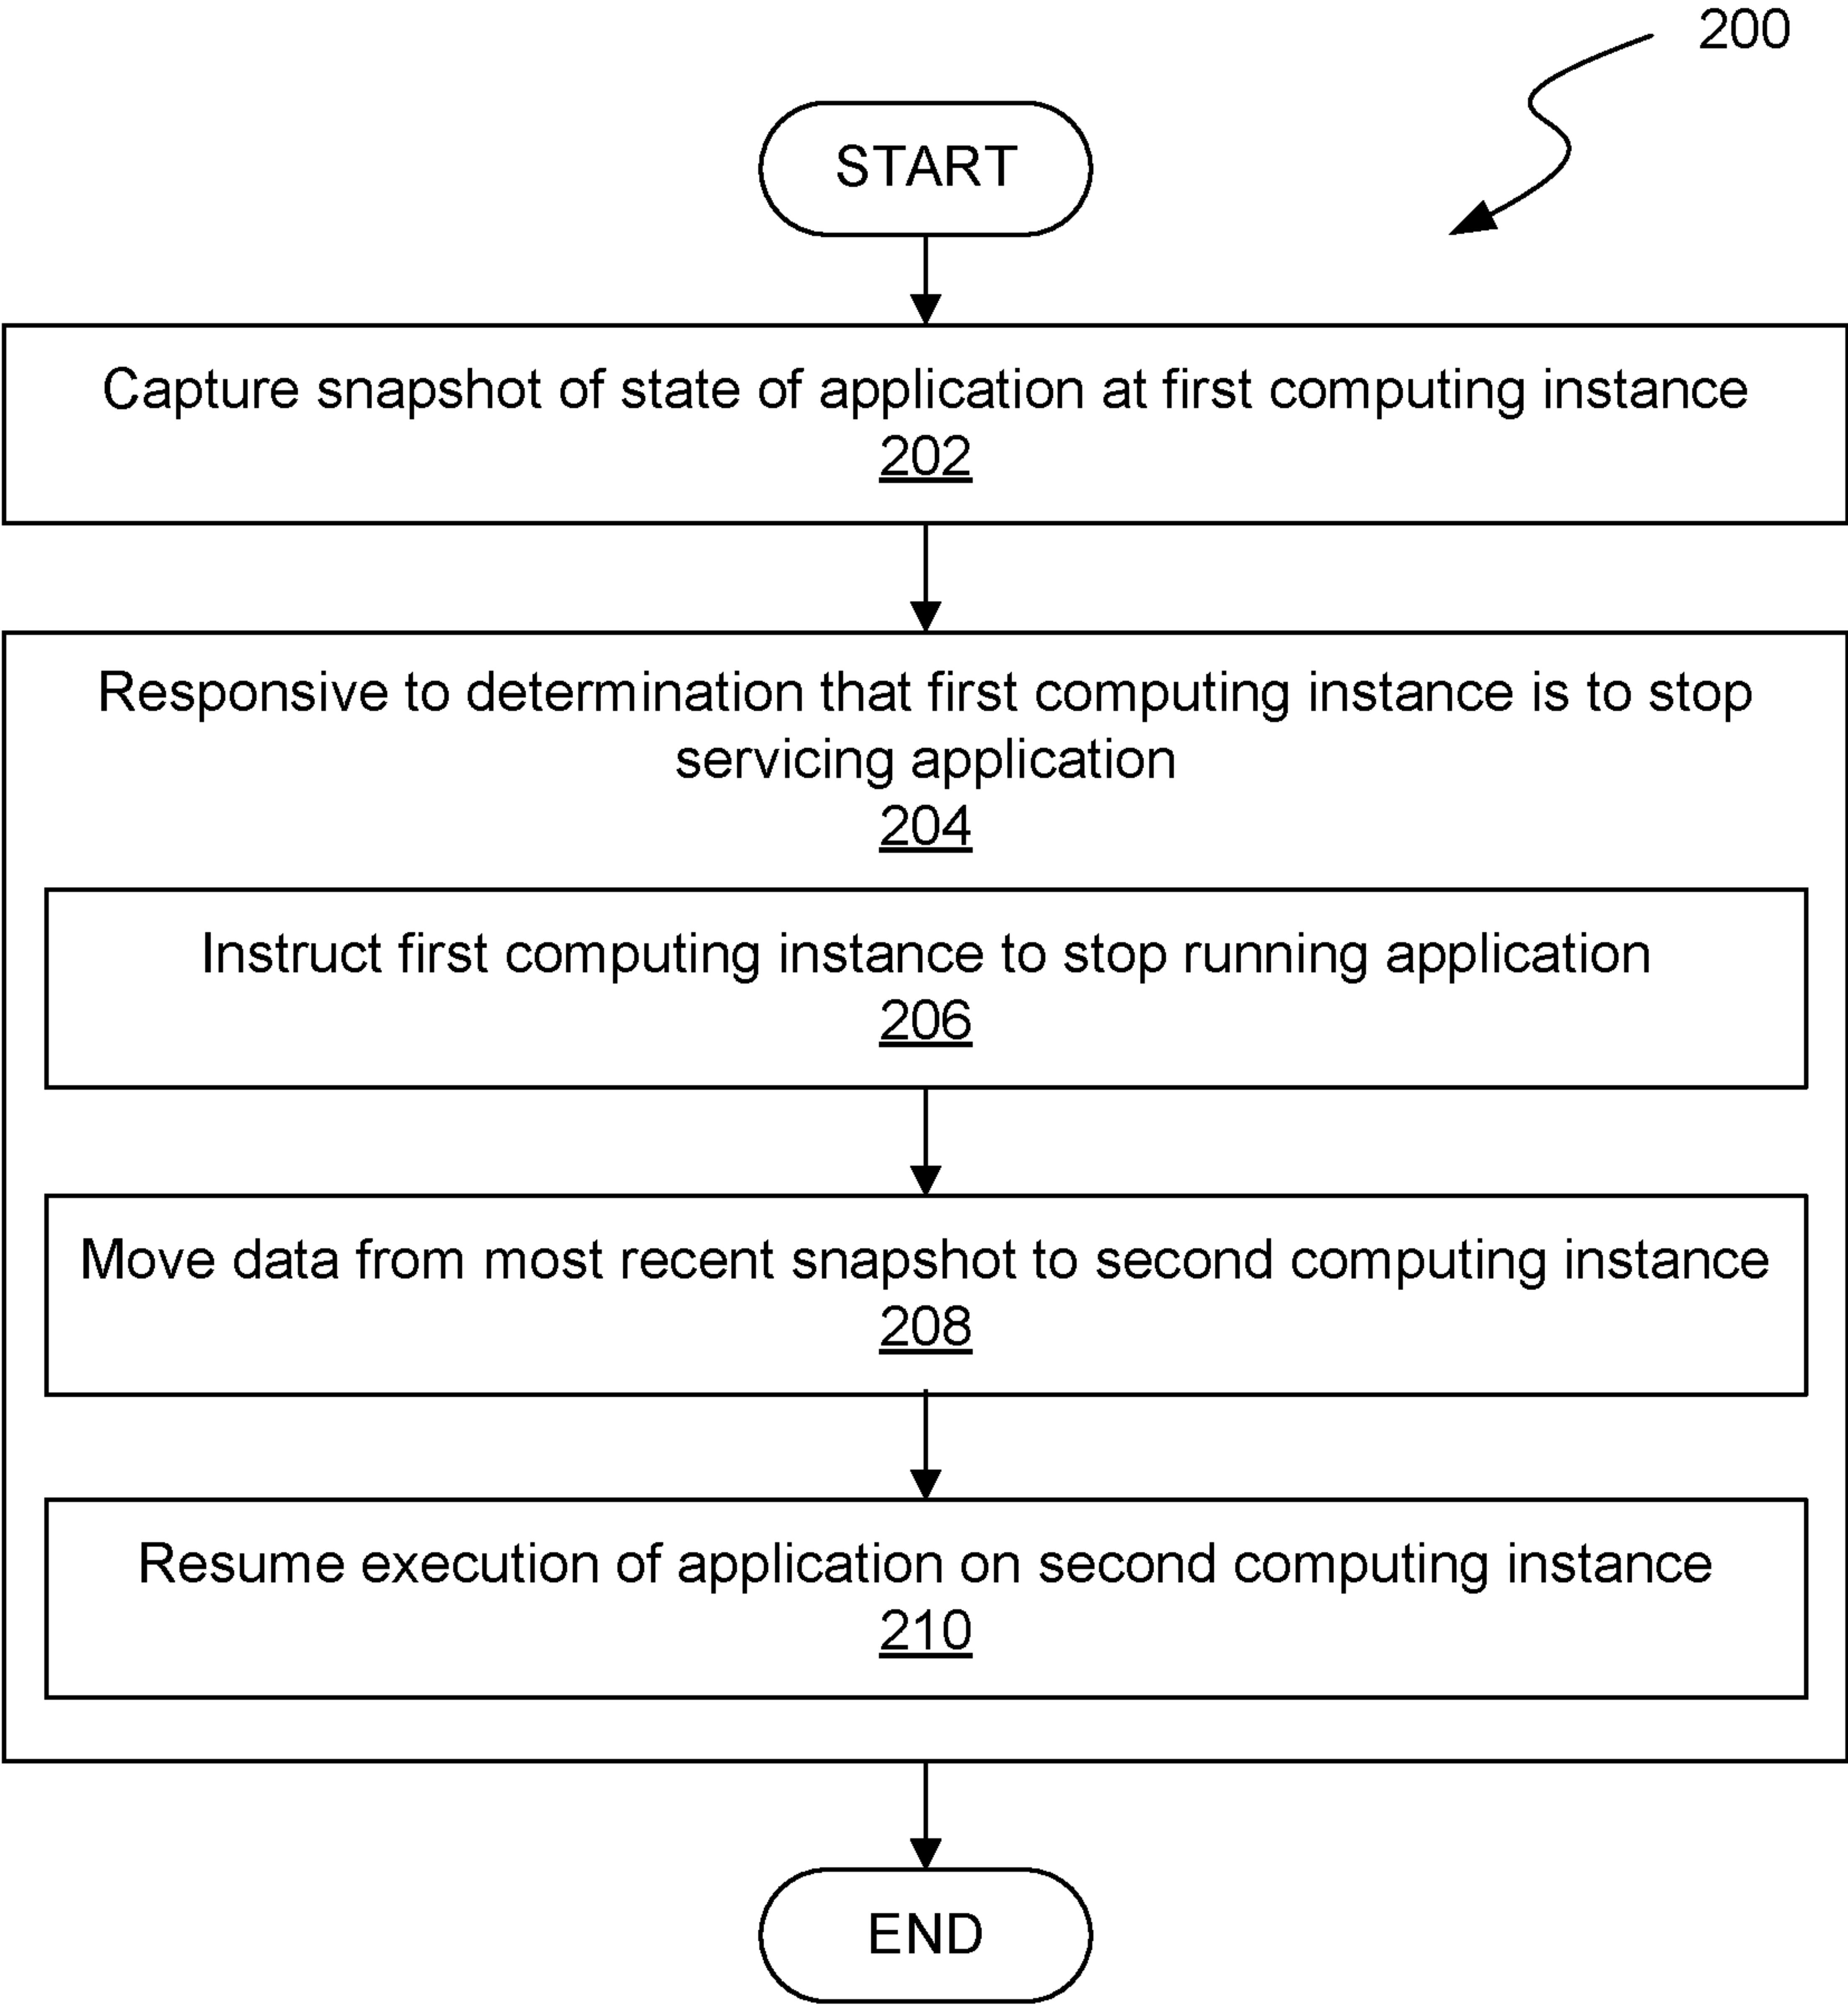 200
START
Capture snapshot of state of application at first computing instance
202
Responsive to determination that first computing instance is to stop
servicing application
204
Instruct first computing instance to stop running application
206
Move data from most recent snapshot to second computing instance
208
Resume execution of application on second computing instance
210
END